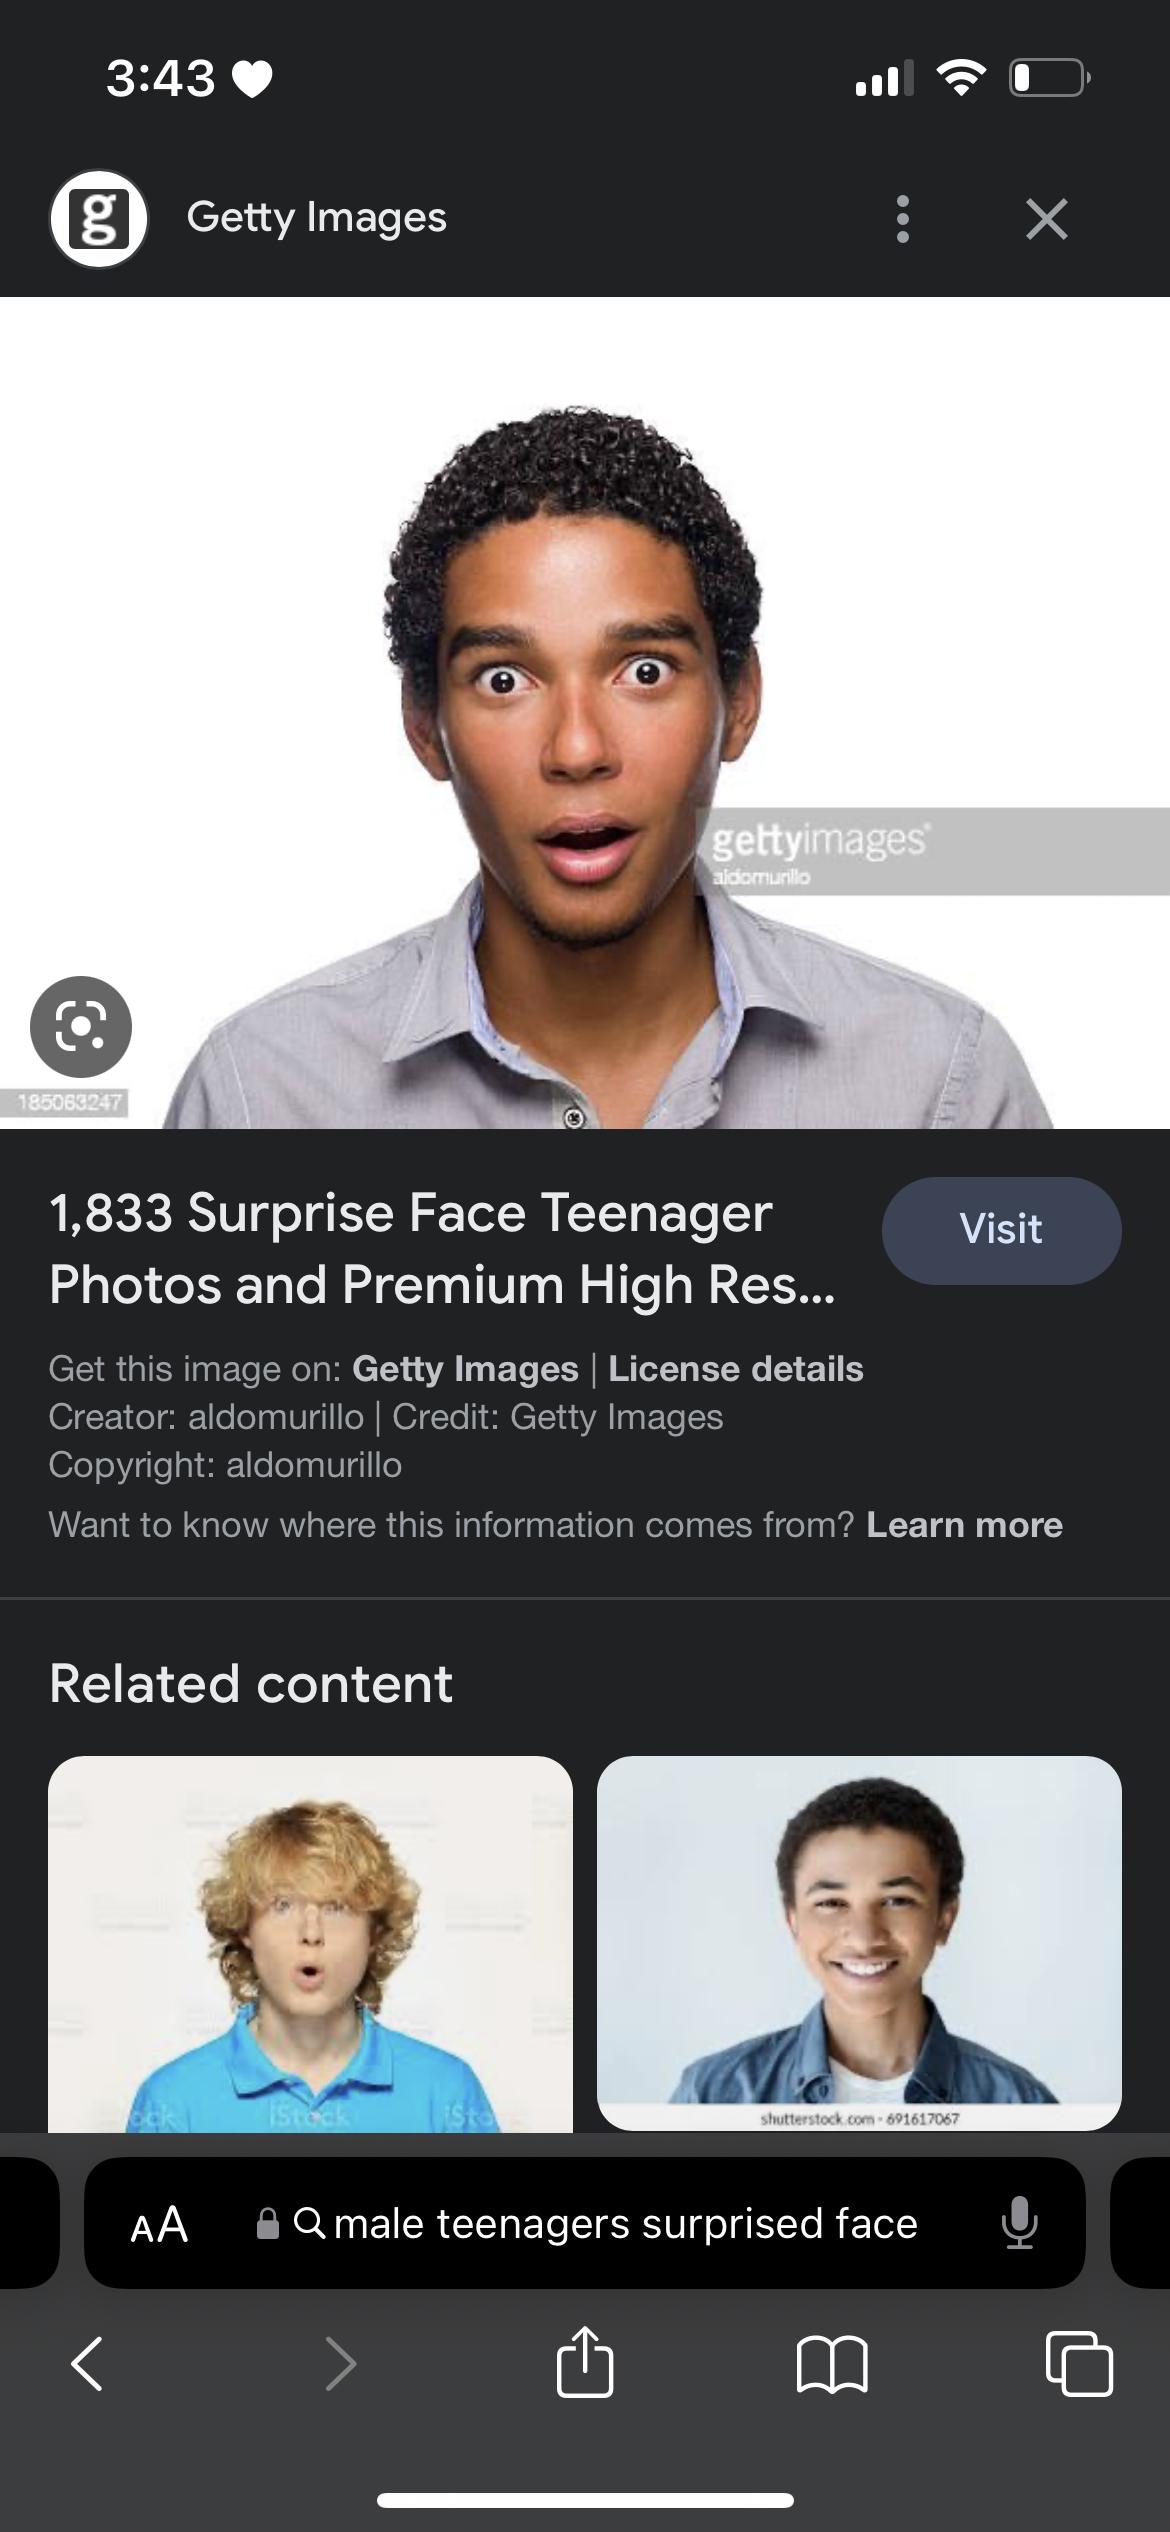 3:43
g
Getty Images
gettyimages®
aldomurillo
185063247
1,833 Surprise Face Teenager
Photos and Premium High Res...
Visit
Get this image on: Getty Images | License details
Creator: aldomurillo | Credit: Getty Images
Copyright: aldomurillo
Want to know where this information comes from? Learn more
Related content
ock
iStock
iSto
shutterstock.com · 691617067
AA
male teenagers surprised face